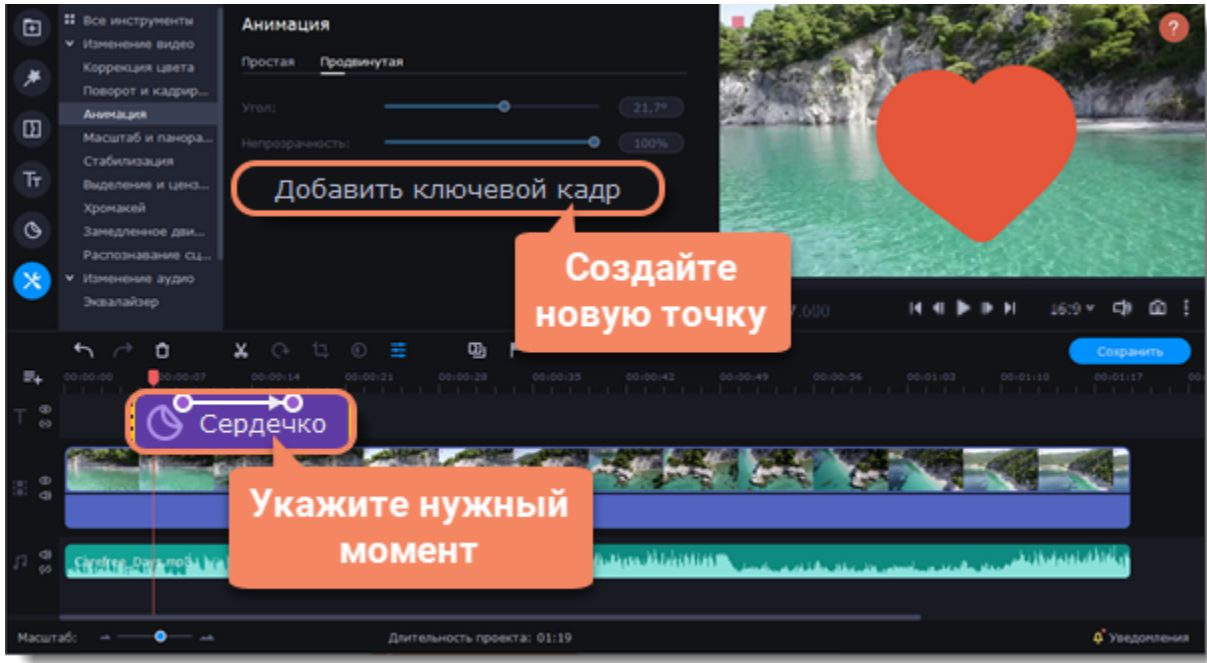 Все инструменты
Изменение видео
Коррекция цвета
Поворот и кадрир...
Анимация
Масштаб и панора...
Стабилизация
Выделение и ценз...
Хромакей
Замедленное дви...
Распознавание сц...
Изменение аудио
Эквалайзер
Анимация
Простая Продвинутая
Угол: 21,7°
Непрозрачность: 100%
Добавить ключевой кадр
Создайте
новую точку
?
7.600
16:9
Сохранить
00:00:00 00:00:07 00:00:14 00:00:21 00:00:28 00:00:35 00:00:42 00:00:49 00:00:56 00:01:03 00:01:10 00:01:17 00:
Сердечко
Укажите нужный
момент
Carefree_Days.mp3
Масштаб:
Длительность проекта: 01:19
Уведомления